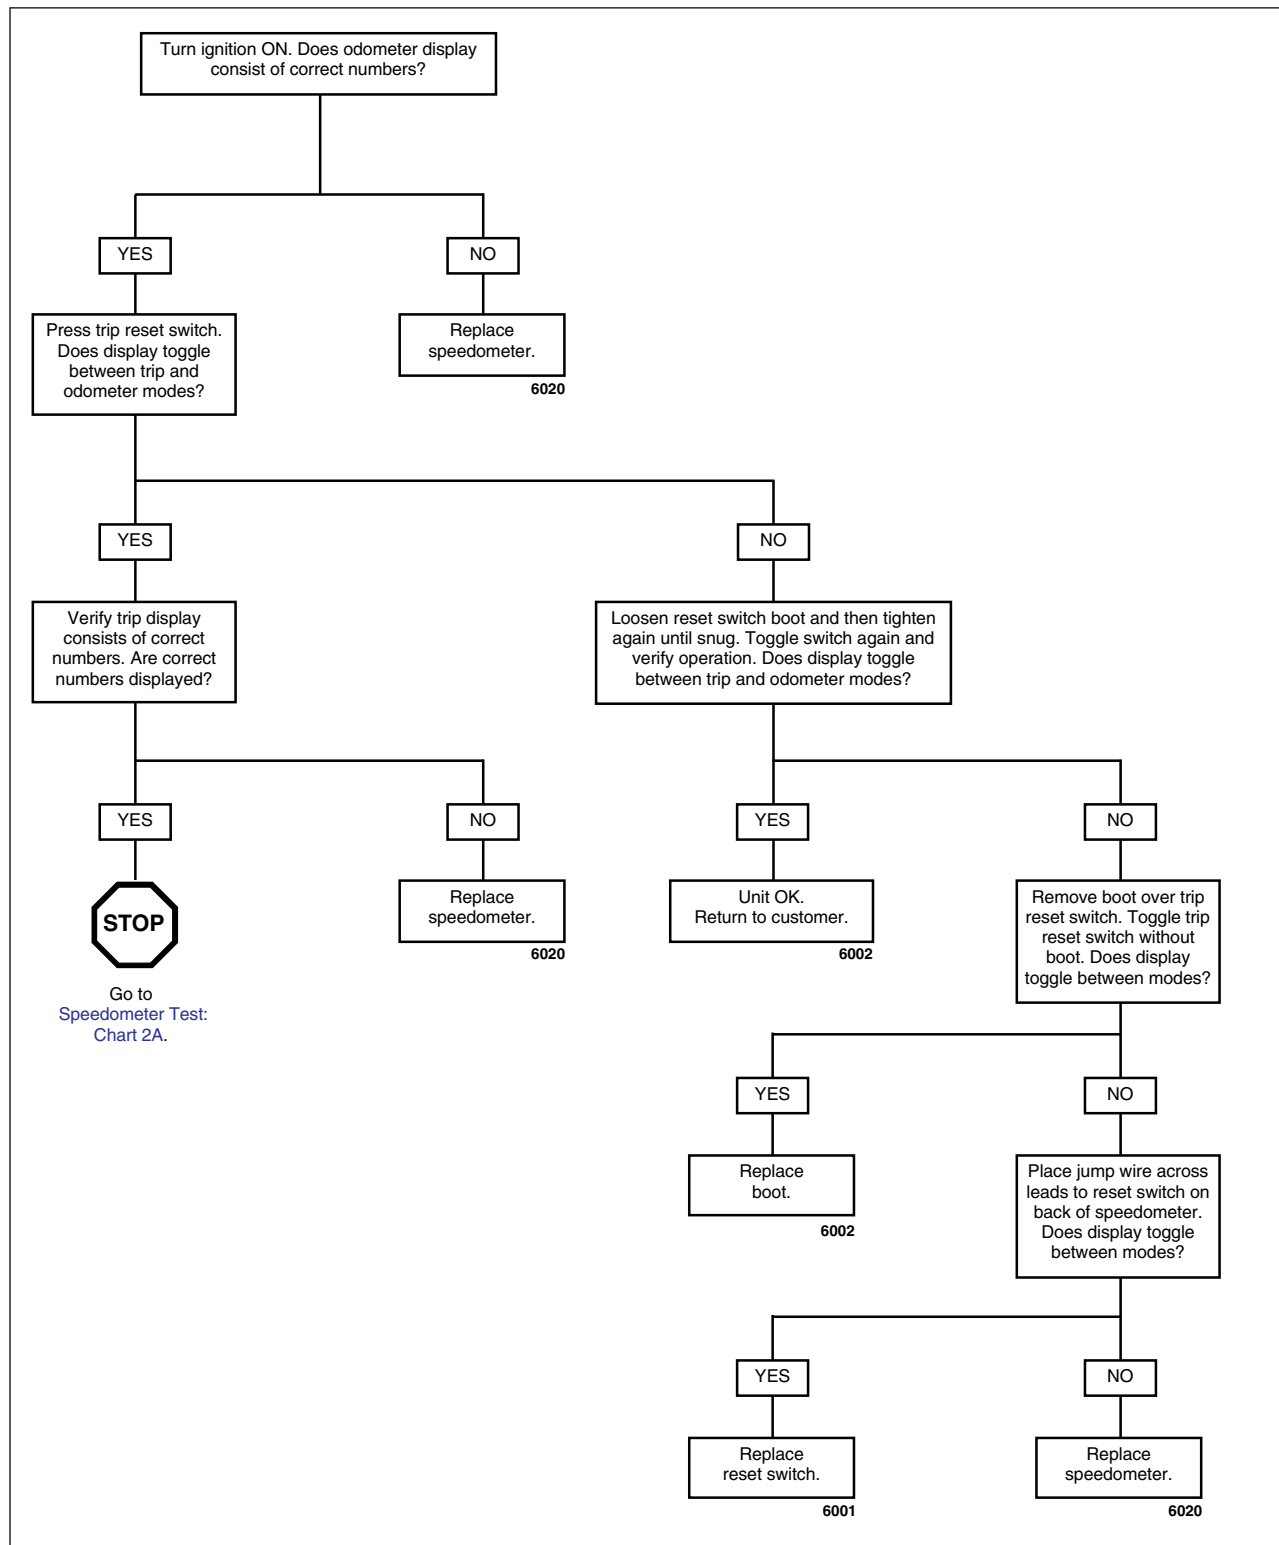 Turn ignition ON. Does odometer display
consist of correct numbers?
YES
NO
Press trip reset switch.
Does display toggle
between trip and
odometer modes?
Replace
speedometer.
6020
YES
NO
Verify trip display
consists of correct
numbers. Are correct
numbers displayed?
Loosen reset switch boot and then tighten
again until snug. Toggle switch again and
verify operation. Does display toggle
between trip and odometer modes?
YES
NO
YES
NO
STOP
Go to
Speedometer Test:
Chart 2A.
Replace
speedometer.
6020
Unit OK.
Return to customer.
6002
Remove boot over trip
reset switch. Toggle trip
reset switch without
boot. Does display
toggle between modes?
YES
NO
Replace
boot.
6002
Place jump wire across
leads to reset switch on
back of speedometer.
Does display toggle
between modes?
YES
NO
Replace
reset switch.
6001
Replace
speedometer.
6020